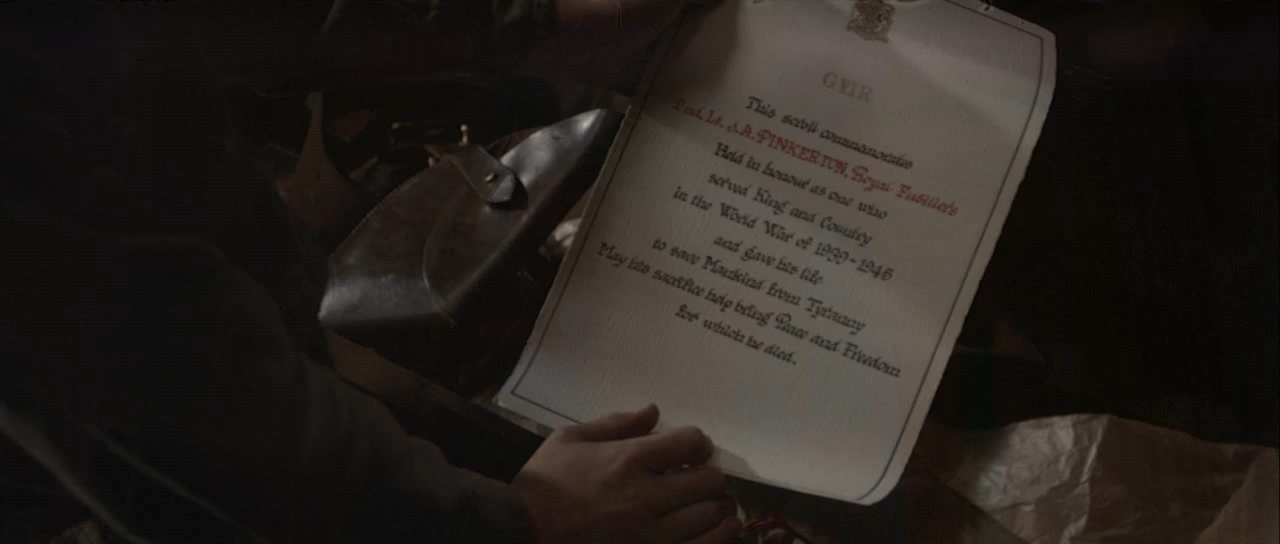 GVIR
This scroll commemorates
2nd. Lt. J.A. PINKERTON, Royal Fusiliers
Held in honour as one who
served King and Country
in the World War of 1939-1945
and gave his life
to save Mankind from Tyranny
May his sacrifice help bring Peace and Freedom
for which he died.